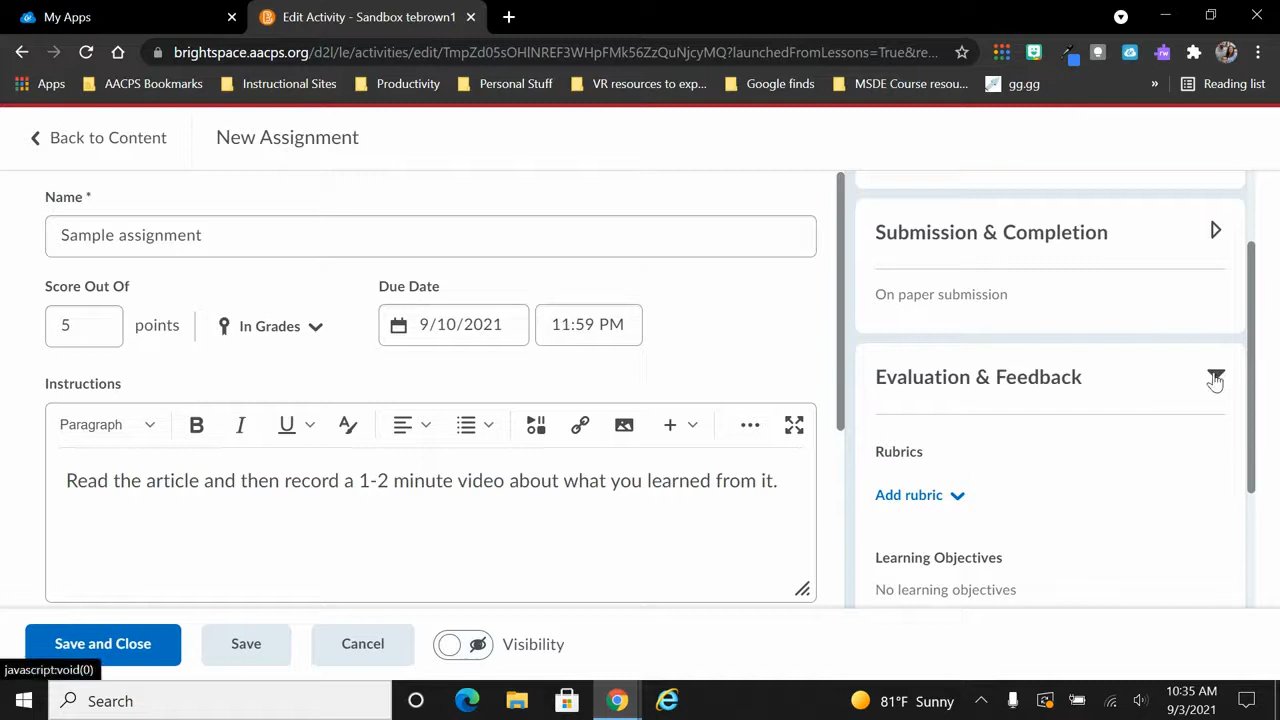 My Apps
Edit Activity - Sandbox tebrown1
brightspace.aacps.org/d2l/le/activities/edit/TmpZd05sOHlNREF3WHpFMk56ZzQuNjcyMQ?launchedFromLessons=True&re...
Apps AACPS Bookmarks Instructional Sites Productivity Personal Stuff VR resources to exp... Google finds MSDE Course resou... gg.gg » Reading list
Back to Content New Assignment
Name *
Sample assignment
Score Out Of Due Date
5 points In Grades 9/10/2021 11:59 PM
Instructions
Paragraph B I U
Read the article and then record a 1-2 minute video about what you learned from it.
Submission & Completion
On paper submission
Evaluation & Feedback
Rubrics
Add rubric
Learning Objectives
No learning objectives
Save and Close Save Cancel Visibility
javascript:void(0)
Search 81°F Sunny 10:35 AM
9/3/2021